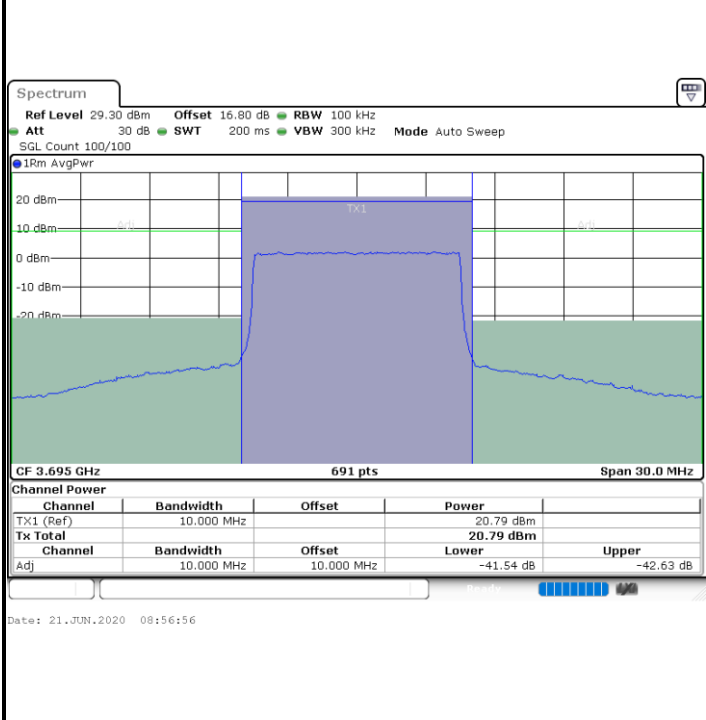 Spectrum
Ref Level 29.30 dBm Offset 16.80 dB RBW 100 kHz
Att 30 dB SWT 200 ms VBW 300 kHz Mode Auto Sweep
SGL Count 100/100
1Rm AvgPwr
20 dBm
TX1
Adj Adj
10 dBm
0 dBm
-10 dBm
-20 dBm
CF 3.695 GHz 691 pts Span 30.0 MHz
Channel Power
Channel Bandwidth Offset Power
TX1 (Ref) 10.000 MHz 20.79 dBm
Tx Total 20.79 dBm
Channel Bandwidth Offset Lower Upper
Adj 10.000 MHz 10.000 MHz -41.54 dB -42.63 dB
Ready
Date: 21.JUN.2020 08:56:56